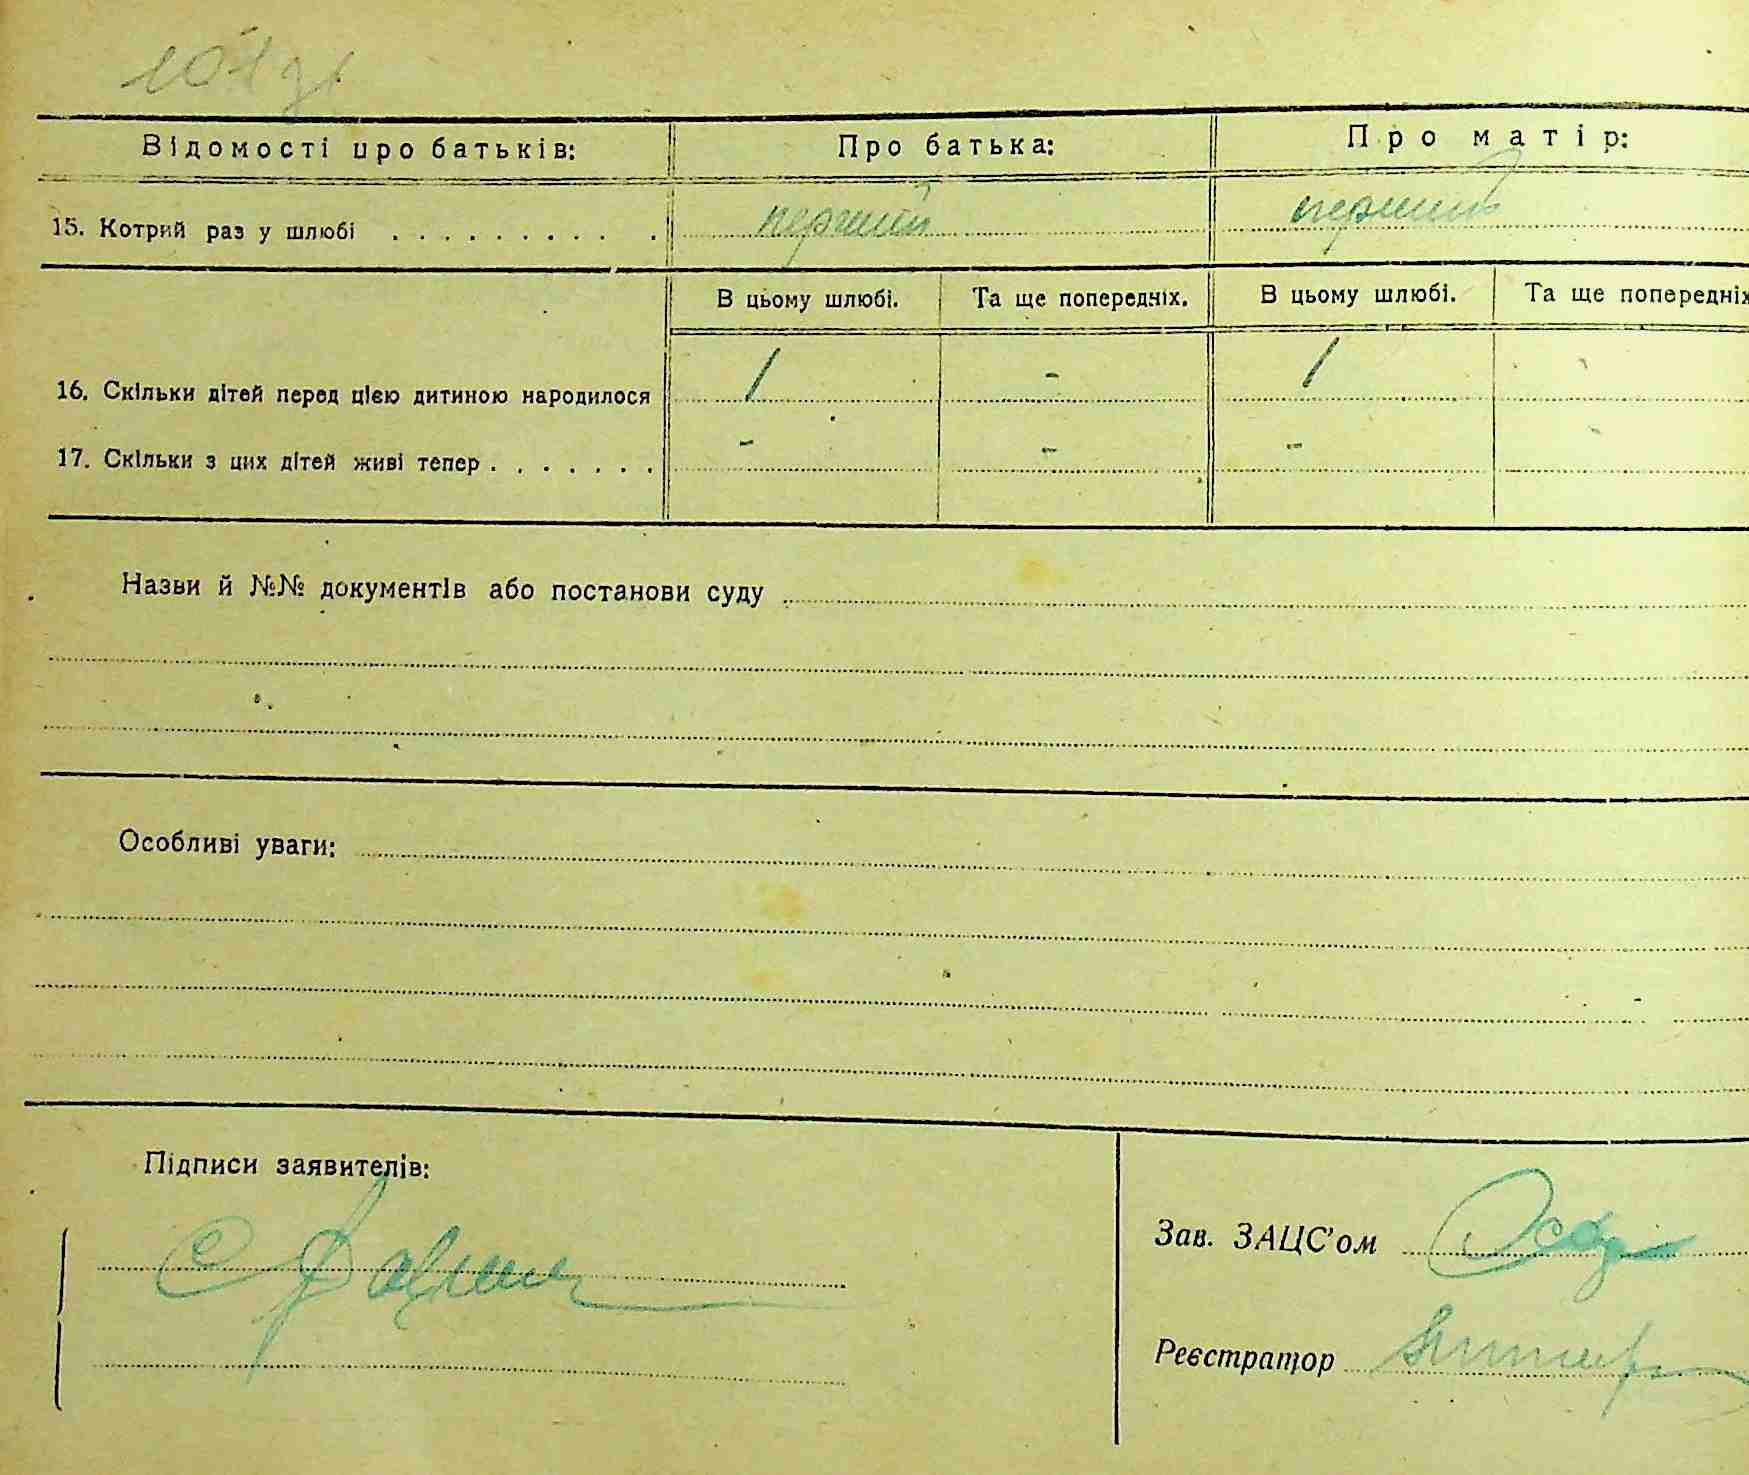 Відомості про батьків: Про батька: Про матір:
15. Котрий раз у шлюбі . . . . . . . . . . перший перший
В цьому шлюбі. Та ще попередніх. В цьому шлюбі. Та ще попередніх
16. Скільки дітей перед цією дитиною народилося 1 - 1 -
17. Скільки з цих дітей живі тепер . . . . . . . - - - -
Назви й №№ документів або постанови суду
Особливі уваги:
Підписи заявителів:
Зав. ЗАЦС'ом
Реєстратор